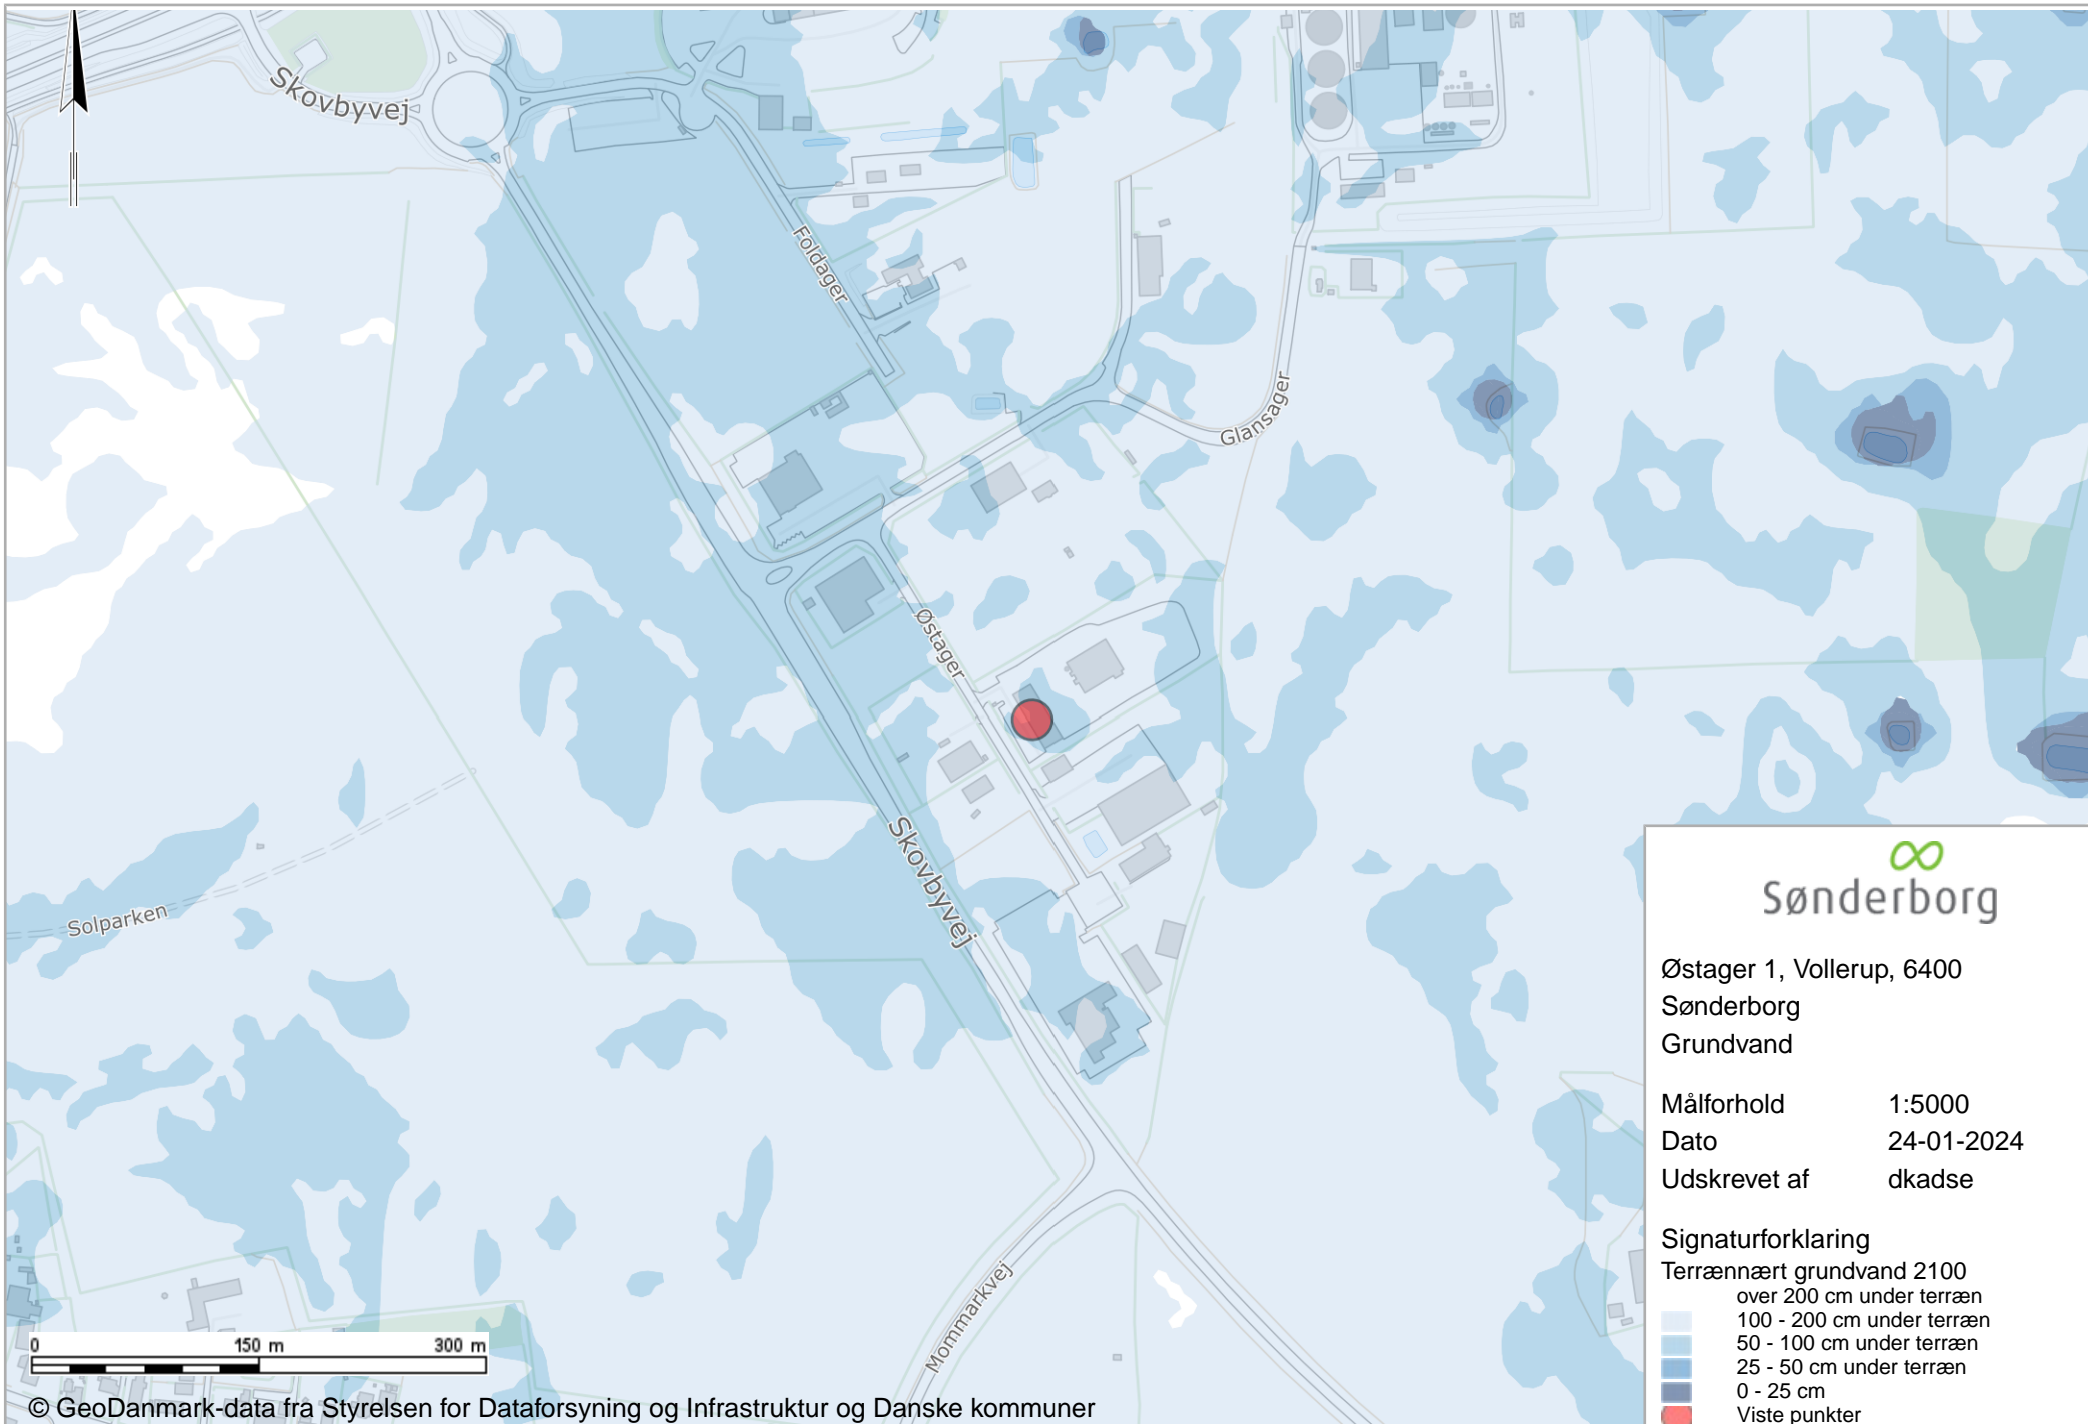 Skovbyvej
Foldager
Glansager
Østager
Skovbyvej
Solparken
Mommarkvej
0 150 m 300 m
© GeoDanmark-data fra Styrelsen for Dataforsyning og Infrastruktur og Danske kommuner
Sønderborg
Østager 1, Vollerup, 6400
Sønderborg
Grundvand
Målforhold 1:5000
Dato 24-01-2024
Udskrevet af dkadse
Signaturforklaring
Terrænnært grundvand 2100
over 200 cm under terræn
100 - 200 cm under terræn
50 - 100 cm under terræn
25 - 50 cm under terræn
0 - 25 cm
Viste punkter